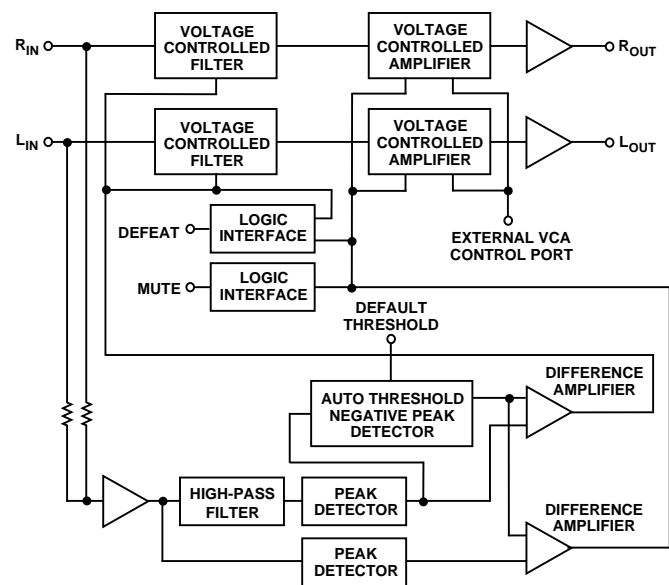 R_IN
VOLTAGE
CONTROLLED
FILTER
VOLTAGE
CONTROLLED
AMPLIFIER
R_OUT
L_IN
VOLTAGE
CONTROLLED
FILTER
VOLTAGE
CONTROLLED
AMPLIFIER
L_OUT
DEFEAT
LOGIC
INTERFACE
EXTERNAL VCA
CONTROL PORT
MUTE
LOGIC
INTERFACE
DEFAULT
THRESHOLD
AUTO THRESHOLD
NEGATIVE PEAK
DETECTOR
DIFFERENCE
AMPLIFIER
HIGH-PASS
FILTER
PEAK
DETECTOR
DIFFERENCE
AMPLIFIER
PEAK
DETECTOR